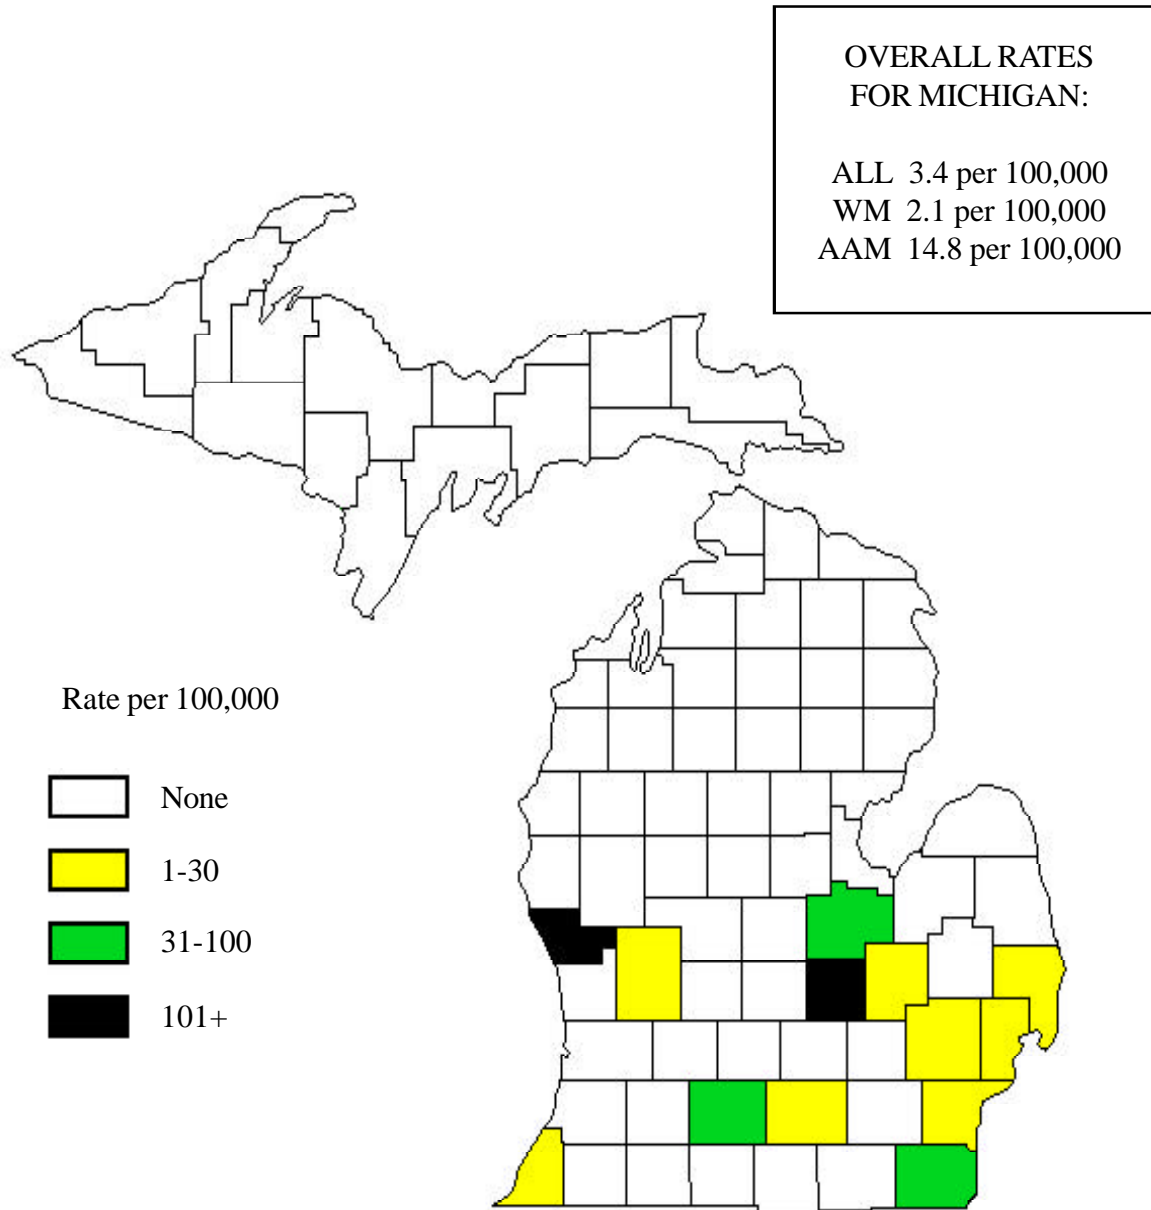 OVERALL RATES
FOR MICHIGAN:
ALL 3.4 per 100,000
WM 2.1 per 100,000
AAM 14.8 per 100,000
Rate per 100,000
None
1-30
31-100
101+